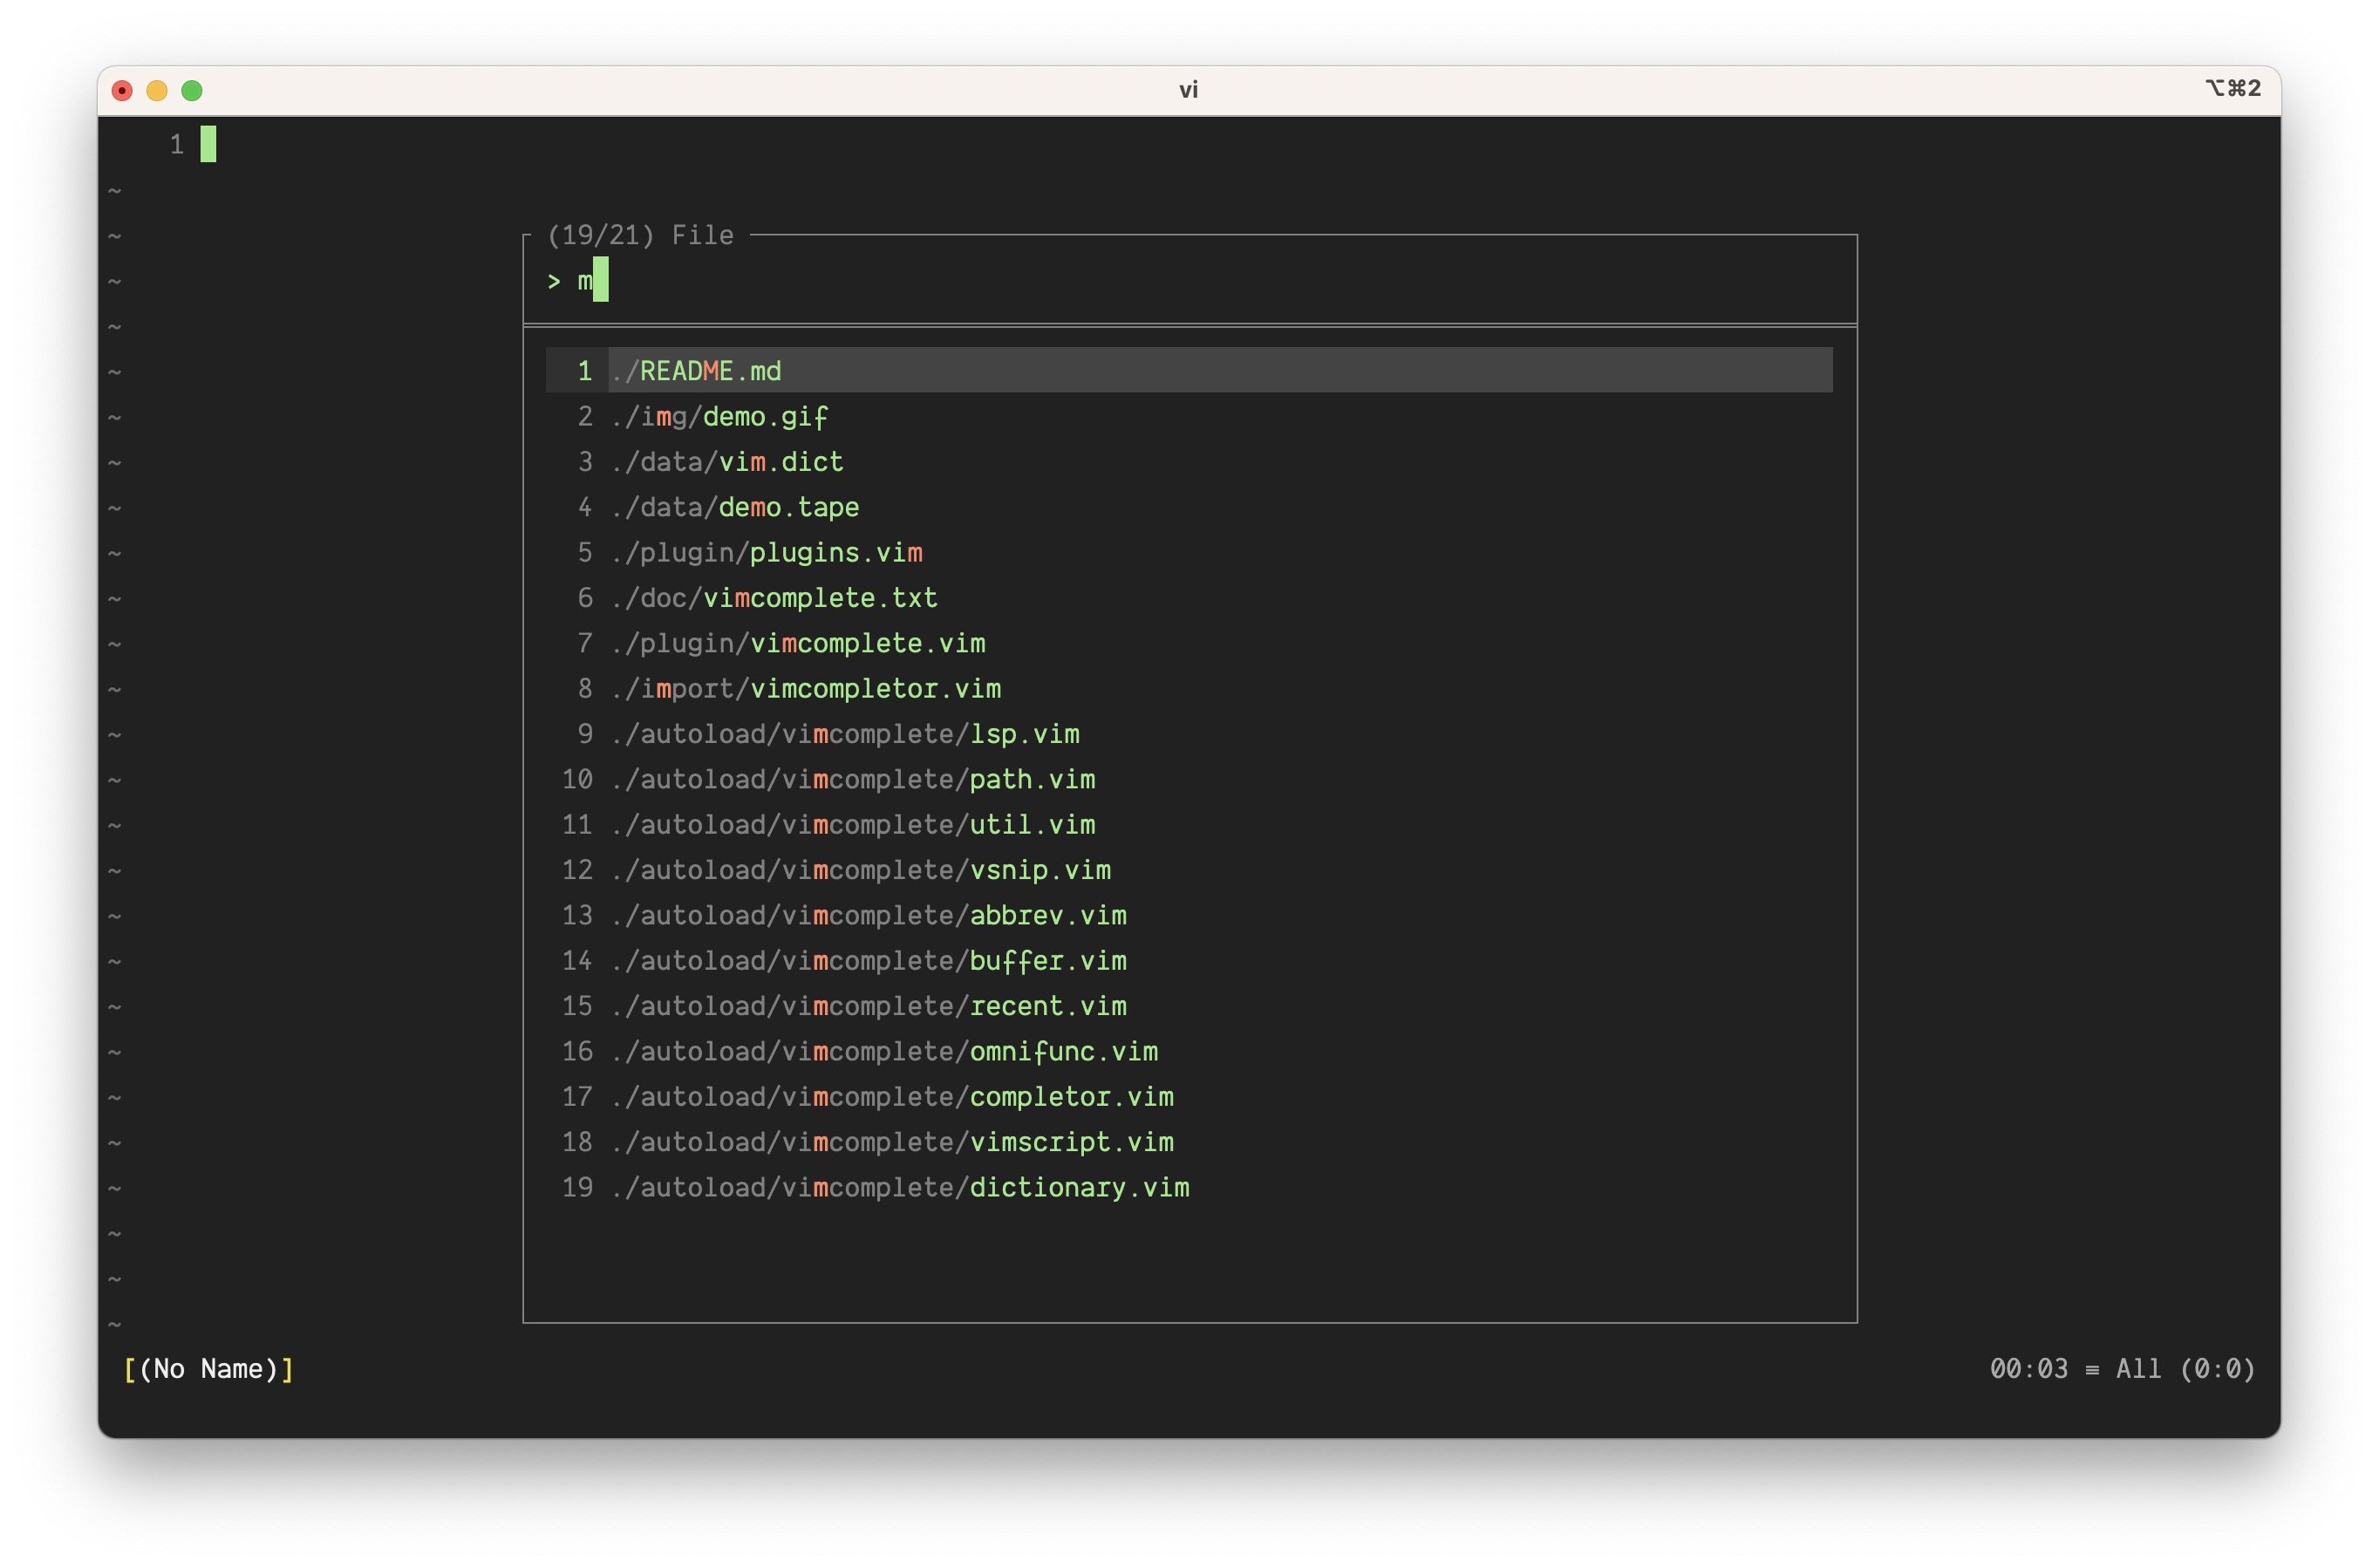 vi ⌥⌘2
1
~
~ (19/21) File
~ > m
~
~ 1 ./README.md
~ 2 ./img/demo.gif
~ 3 ./data/vim.dict
~ 4 ./data/demo.tape
~ 5 ./plugin/plugins.vim
~ 6 ./doc/vimcomplete.txt
~ 7 ./plugin/vimcomplete.vim
~ 8 ./import/vimcompletor.vim
~ 9 ./autoload/vimcomplete/lsp.vim
~ 10 ./autoload/vimcomplete/path.vim
~ 11 ./autoload/vimcomplete/util.vim
~ 12 ./autoload/vimcomplete/vsnip.vim
~ 13 ./autoload/vimcomplete/abbrev.vim
~ 14 ./autoload/vimcomplete/buffer.vim
~ 15 ./autoload/vimcomplete/recent.vim
~ 16 ./autoload/vimcomplete/omnifunc.vim
~ 17 ./autoload/vimcomplete/completor.vim
~ 18 ./autoload/vimcomplete/vimscript.vim
~ 19 ./autoload/vimcomplete/dictionary.vim
~
~
~
[(No Name)] 00:03 ≡ All (0:0)